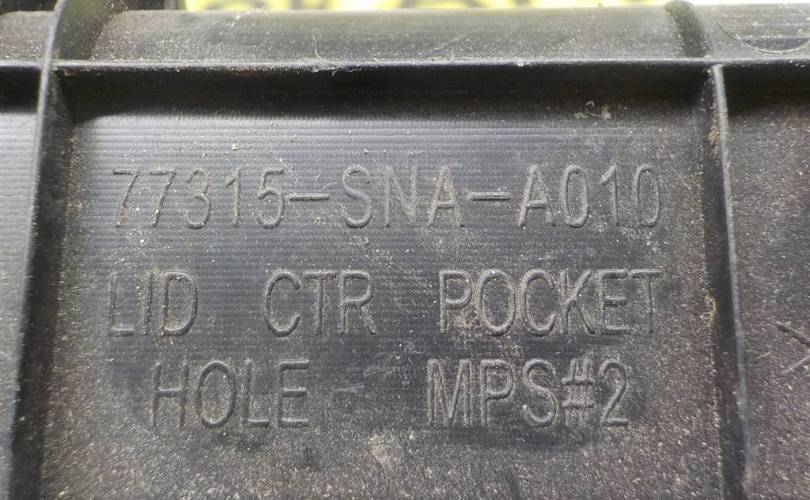 77315-SNA-A010
LID CTR POCKET
HOLE MPS#2